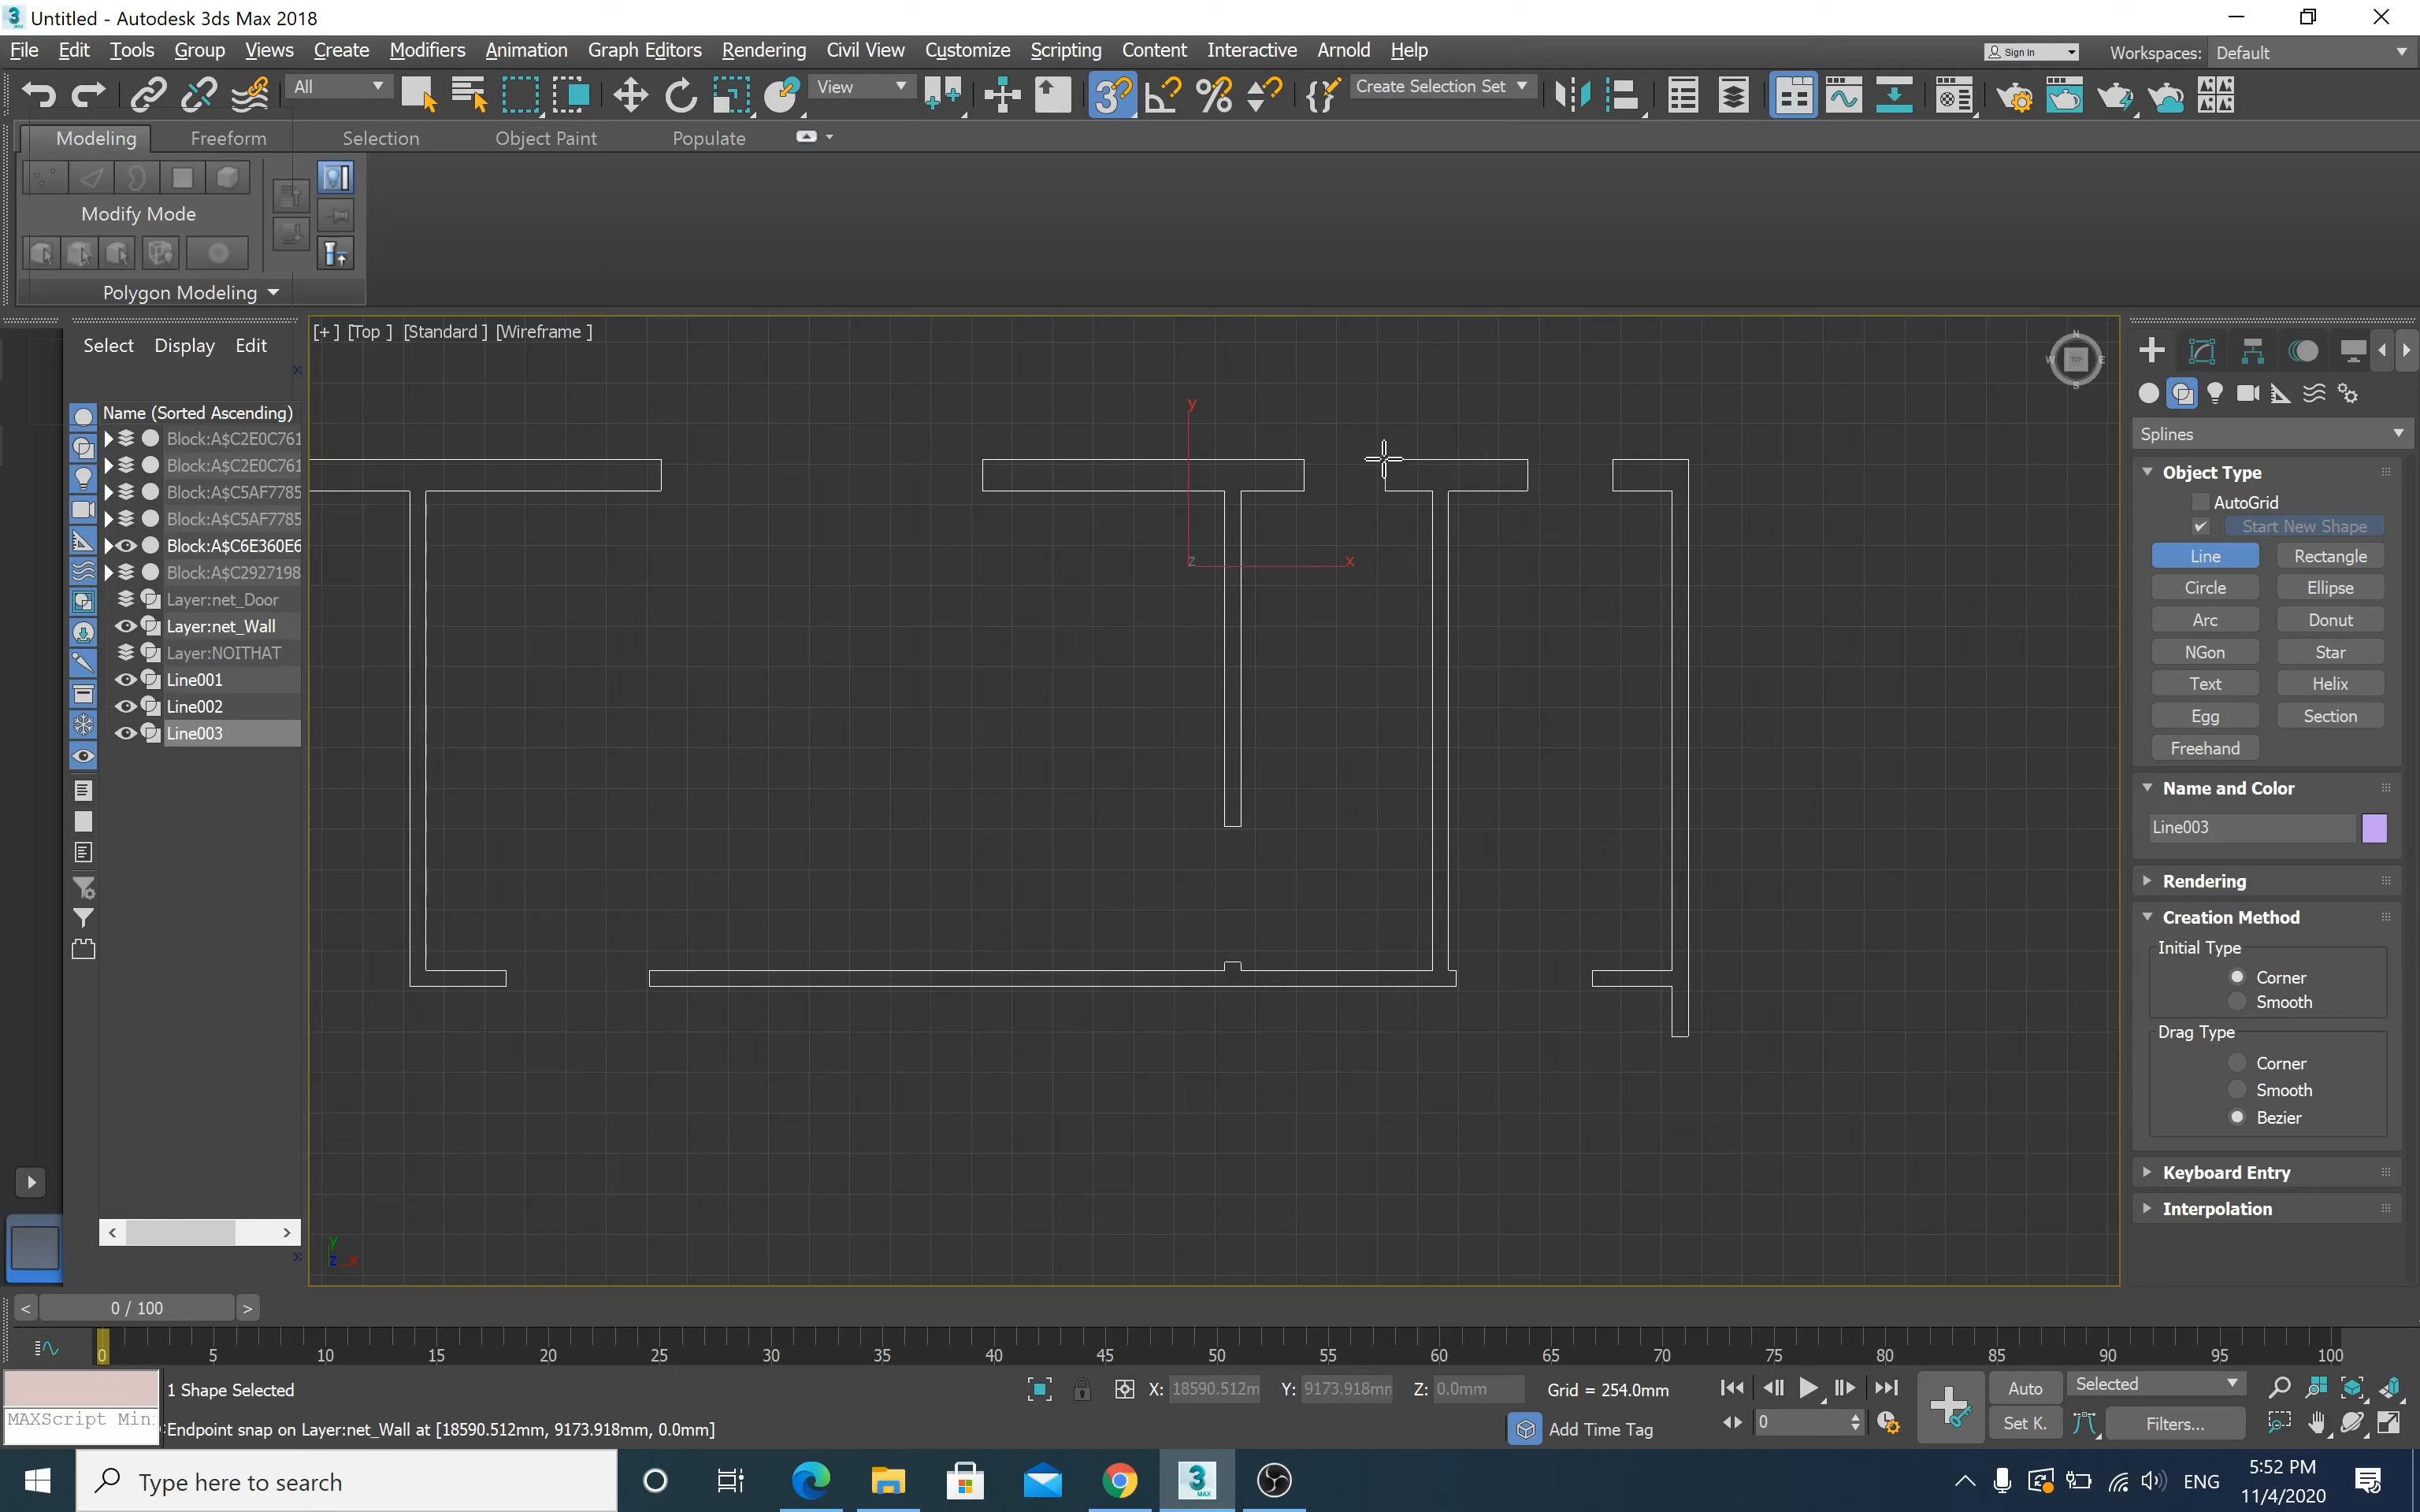 Untitled - Autodesk 3ds Max 2018
File Edit Tools Group Views Create Modifiers Animation Graph Editors Rendering Civil View Customize Scripting Content Interactive Arnold Help
Sign In
Workspaces: Default
All
View
Create Selection Set
Modeling Freeform Selection Object Paint Populate
Modify Mode
Polygon Modeling
Select Display Edit
[+] [Top ] [Standard ] [Wireframe ]
Name (Sorted Ascending)
Block:A$C2E0C761
Block:A$C2E0C761
Block:A$C5AF7785
Block:A$C5AF7785
Block:A$C6E360E6
Block:A$C2927198
Layer:net_Door
Layer:net_Wall
Layer:NOITHAT
Line001
Line002
Line003
y
z
x
N
W
TOP
E
S
y
z
x
Splines
Object Type
AutoGrid
Start New Shape
Line Rectangle
Circle Ellipse
Arc Donut
NGon Star
Text Helix
Egg Section
Freehand
Name and Color
Line003
Rendering
Creation Method
Initial Type
Corner
Smooth
Drag Type
Corner
Smooth
Bezier
Keyboard Entry
Interpolation
< 0 / 100 >
0 5 10 15 20 25 30 35 40 45 50 55 60 65 70 75 80 85 90 95 100
1 Shape Selected
X: 18590.512m Y: 9173.918mm Z: 0.0mm Grid = 254.0mm
Auto Selected
MAXScript Min
Endpoint snap on Layer:net_Wall at [18590.512mm, 9173.918mm, 0.0mm]
Add Time Tag
0
Set K. Filters...
Type here to search
3
MAX
ENG
5:52 PM
11/4/2020